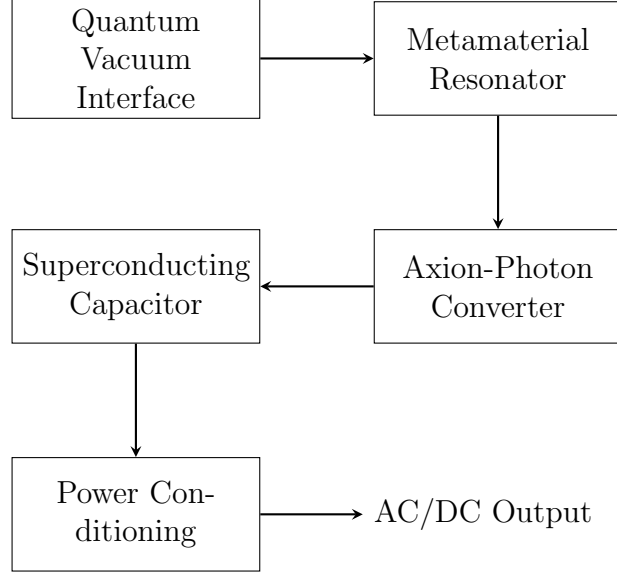 Quantum
Vacuum
Interface
Metamaterial
Resonator
Axion-Photon
Converter
Superconducting
Capacitor
Power Con-
ditioning
AC/DC Output